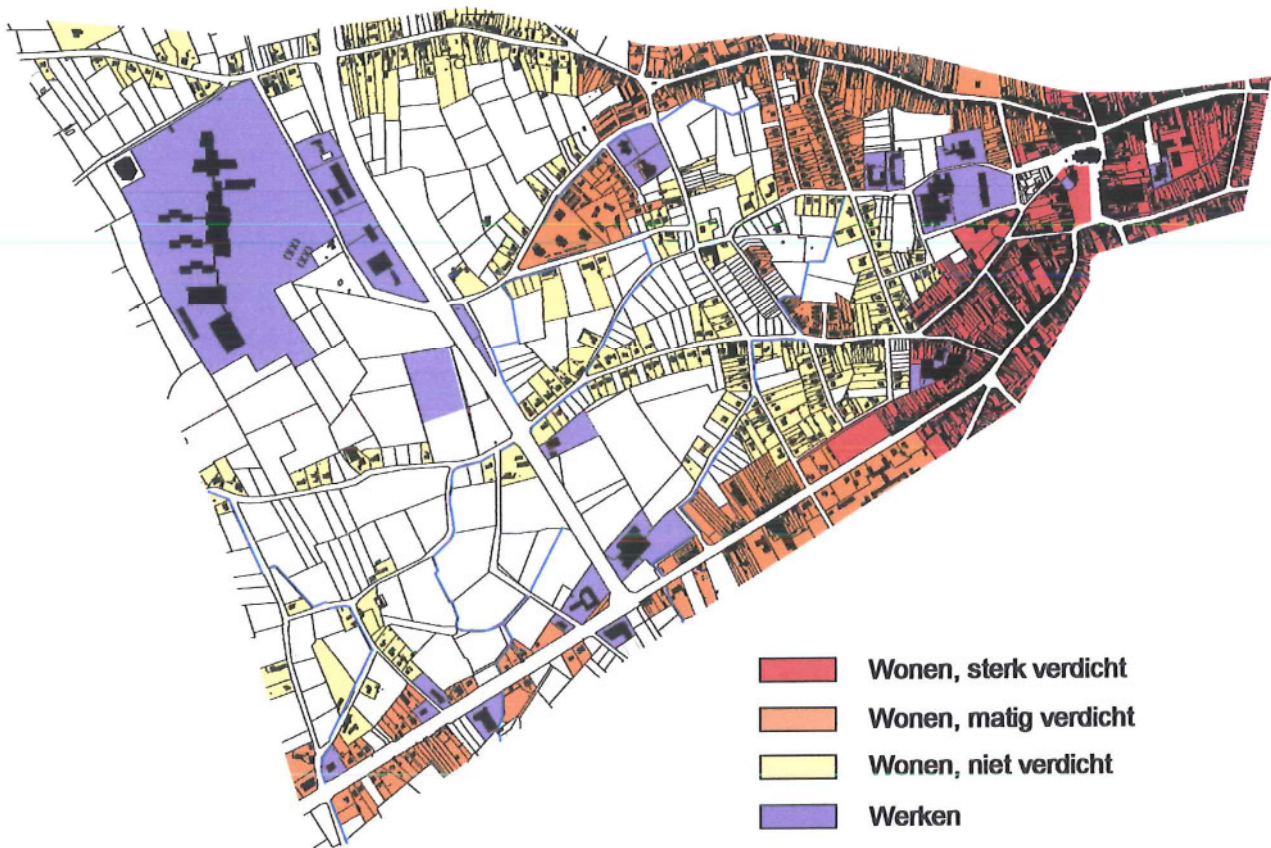 Wonen, sterk verdicht
Wonen, matig verdicht
Wonen, niet verdicht
Werken